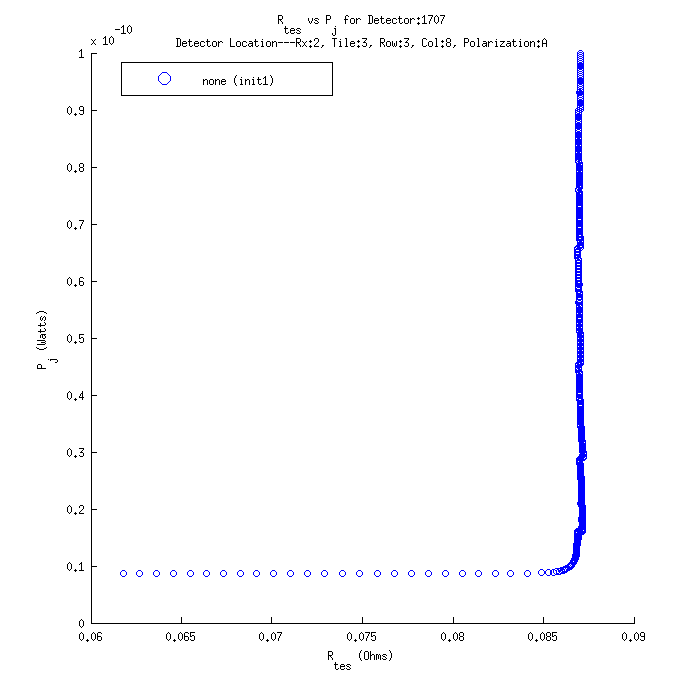 R_tes vs P_j for Detector:1707
Detector Location---Rx:2, Tile:3, Row:3, Col:8, Polarization:A
x 10^-10
none (init1)
1
0.9
0.8
0.7
0.6
0.5
0.4
0.3
0.2
0.1
0
P_j (Watts)
0.06 0.065 0.07 0.075 0.08 0.085 0.09
R_tes (Ohms)